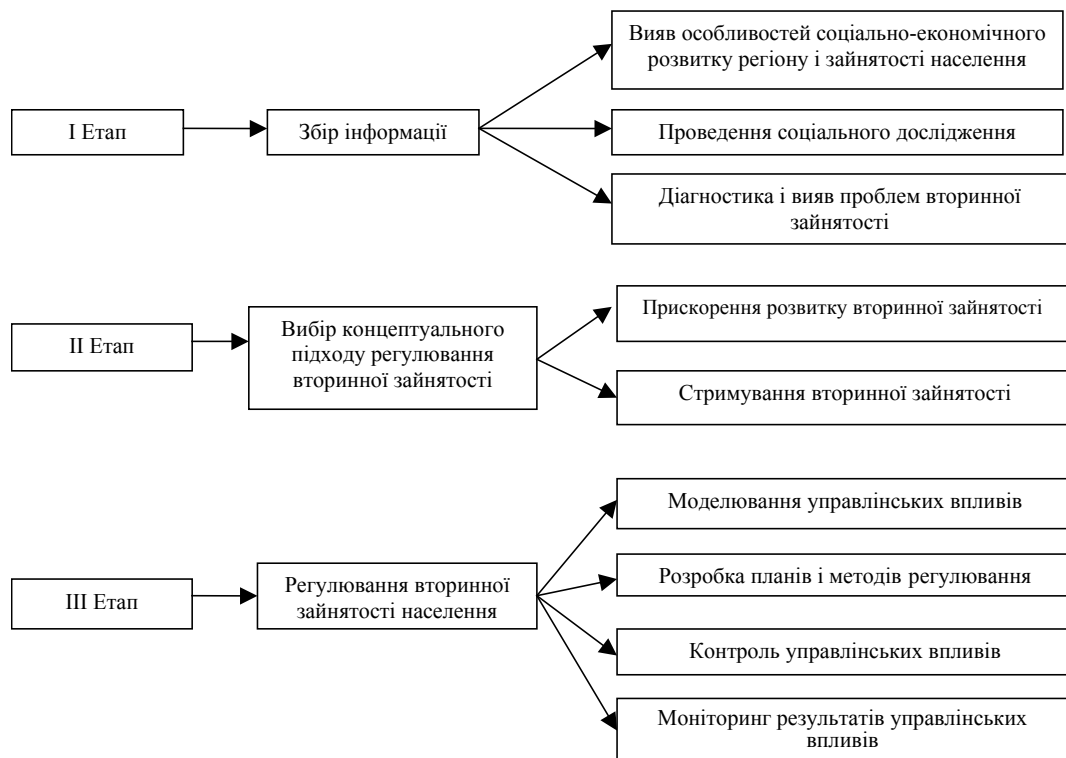 Вияв особливостей соціально-економічного
розвитку регіону і зайнятості населення
І Етап
Збір інформації
Проведення соціального дослідження
Діагностика і вияв проблем вторинної
зайнятості
ІІ Етап
Вибір концептуального
підходу регулювання
вторинної зайнятості
Прискорення розвитку вторинної зайнятості
Стримування вторинної зайнятості
ІІІ Етап
Регулювання вторинної
зайнятості населення
Моделювання управлінських впливів
Розробка планів і методів регулювання
Контроль управлінських впливів
Моніторинг результатів управлінських
впливів